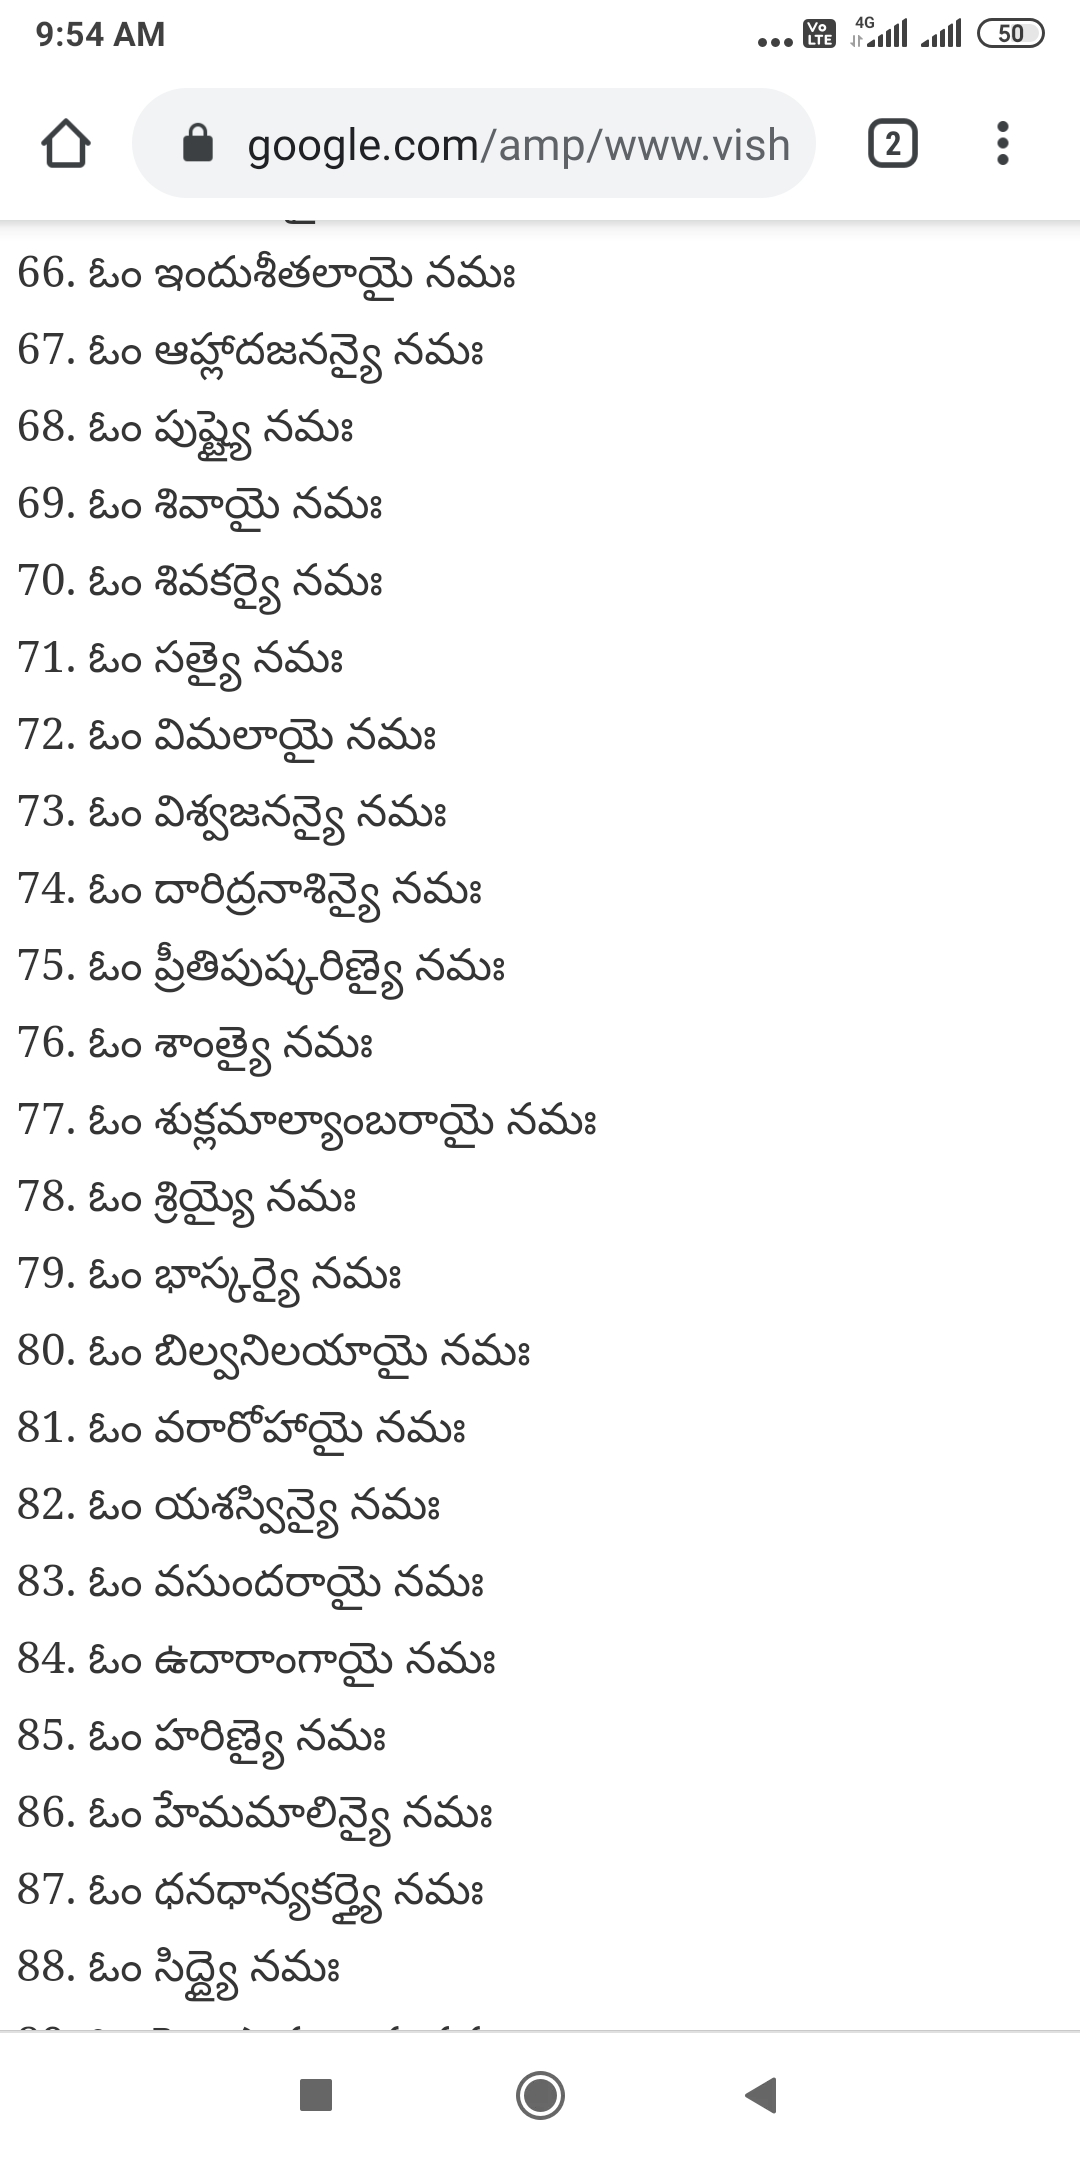 9:54 AM
Vo LTE 4G 50
google.com/amp/www.vish
2
66. ఓం ఇందుశీతలాయై నమః
67. ఓం ఆహ్లాదజనన్యై నమః
68. ఓం పుష్ట్యై నమః
69. ఓం శివాయై నమః
70. ఓం శివకర్యై నమః
71. ఓం సత్యై నమః
72. ఓం విమలాయై నమః
73. ఓం విశ్వజనన్యై నమః
74. ఓం దారిద్రనాశిన్యై నమః
75. ఓం ప్రీతిపుష్కరిణ్యై నమః
76. ఓం శాంత్యై నమః
77. ఓం శుక్లమాల్యాంబరాయై నమః
78. ఓం శ్రియ్యై నమః
79. ఓం భాస్కర్యై నమః
80. ఓం బిల్వనిలయాయై నమః
81. ఓం వరారోహాయై నమః
82. ఓం యశస్విన్యై నమః
83. ఓం వసుందరాయై నమః
84. ఓం ఉదారాంగాయై నమః
85. ఓం హరిణ్యై నమః
86. ఓం హేమమాలిన్యై నమః
87. ఓం ధనధాన్యకర్త్యై నమః
88. ఓం సిద్ధ్యై నమః